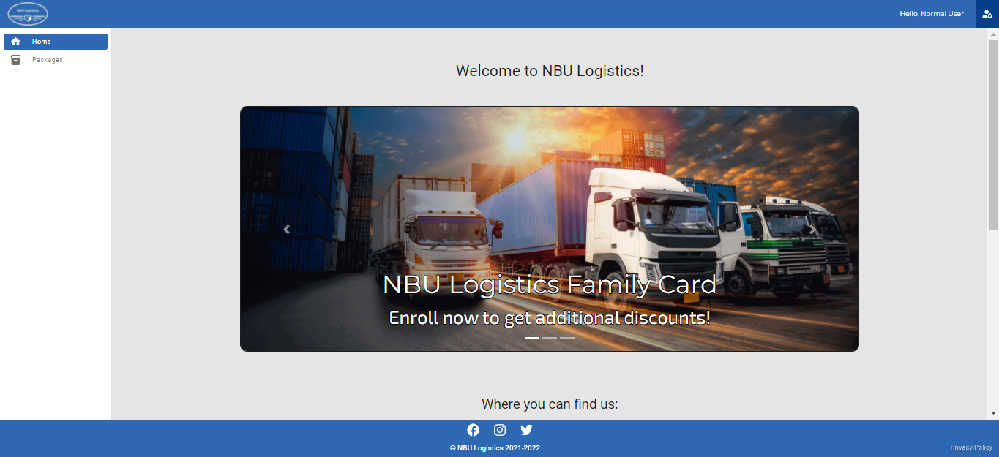 NBU Logistics
Hello, Normal User
Home
Packages
Welcome to NBU Logistics!
NBU Logistics Family Card
Enroll now to get additional discounts!
Where you can find us:
© NBU Logistics 2021-2022
Privacy Policy